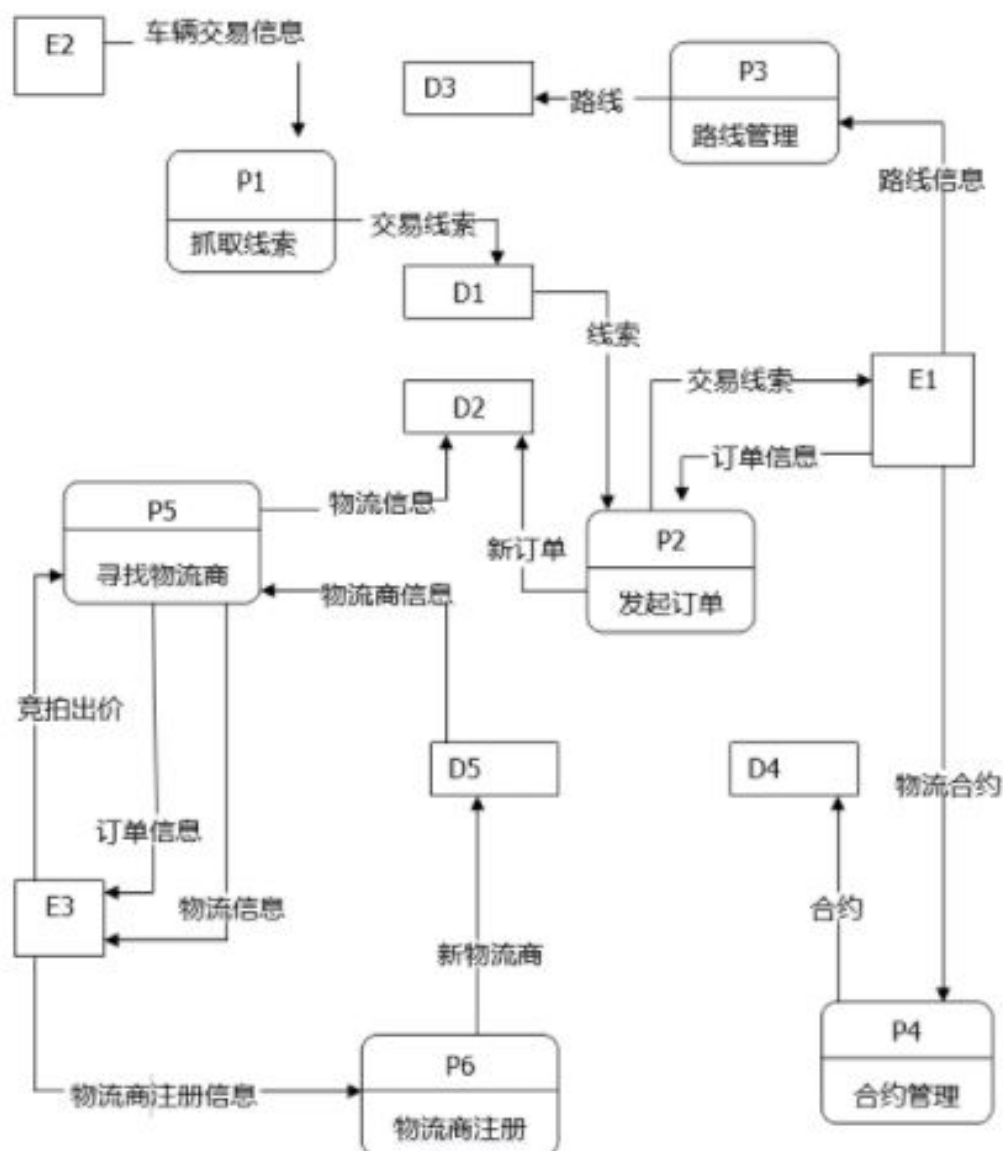 E2
车辆交易信息
D3
路线
P3
路线管理
P1
抓取线索
交易线索
路线信息
D1
线索
D2
交易线索
E1
订单信息
P5
寻找物流商
物流信息
新订单
P2
发起订单
物流商信息
竞拍出价
D5
D4
物流合约
订单信息
E3
物流信息
合约
新物流商
P4
合约管理
P6
物流商注册
物流商注册信息